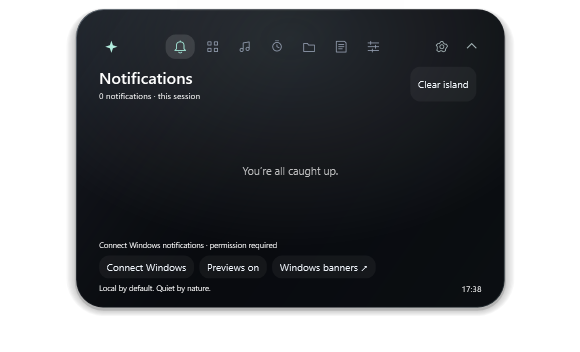 Notifications
0 notifications · this session
Clear island
You're all caught up.
Connect Windows notifications · permission required
Connect Windows
Previews on
Windows banners ↗
Local by default. Quiet by nature.
17:38